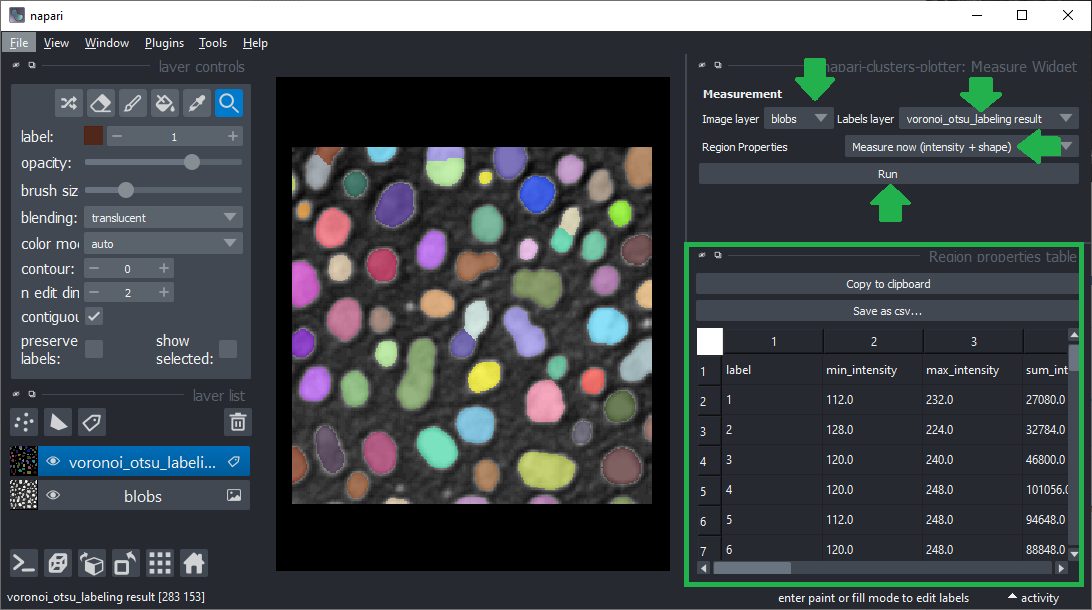 napari
File View Window Plugins Tools Help
layer controls
label: 1
opacity:
brush siz
blending: translucent
color mo auto
contour: 0
n edit din 2
contiguou
preserve labels:
show selected:
layer list
voronoi_otsu_labeli...
blobs
napari-clusters-plotter: Measure Widget
Measurement
Image layer blobs Labels layer voronoi_otsu_labeling result
Region Properties Measure now (intensity + shape)
Run
Region properties table
Copy to clipboard
Save as csv...
1 2 3
1 label min_intensity max_intensity sum_int
2 1 112.0 232.0 27080.0
3 2 128.0 224.0 32784.0
4 3 120.0 240.0 46800.0
5 4 120.0 248.0 101056.0
6 5 112.0 248.0 94648.0
7 6 120.0 248.0 88848.0
voronoi_otsu_labeling result [283 153]
enter paint or fill mode to edit labels
activity